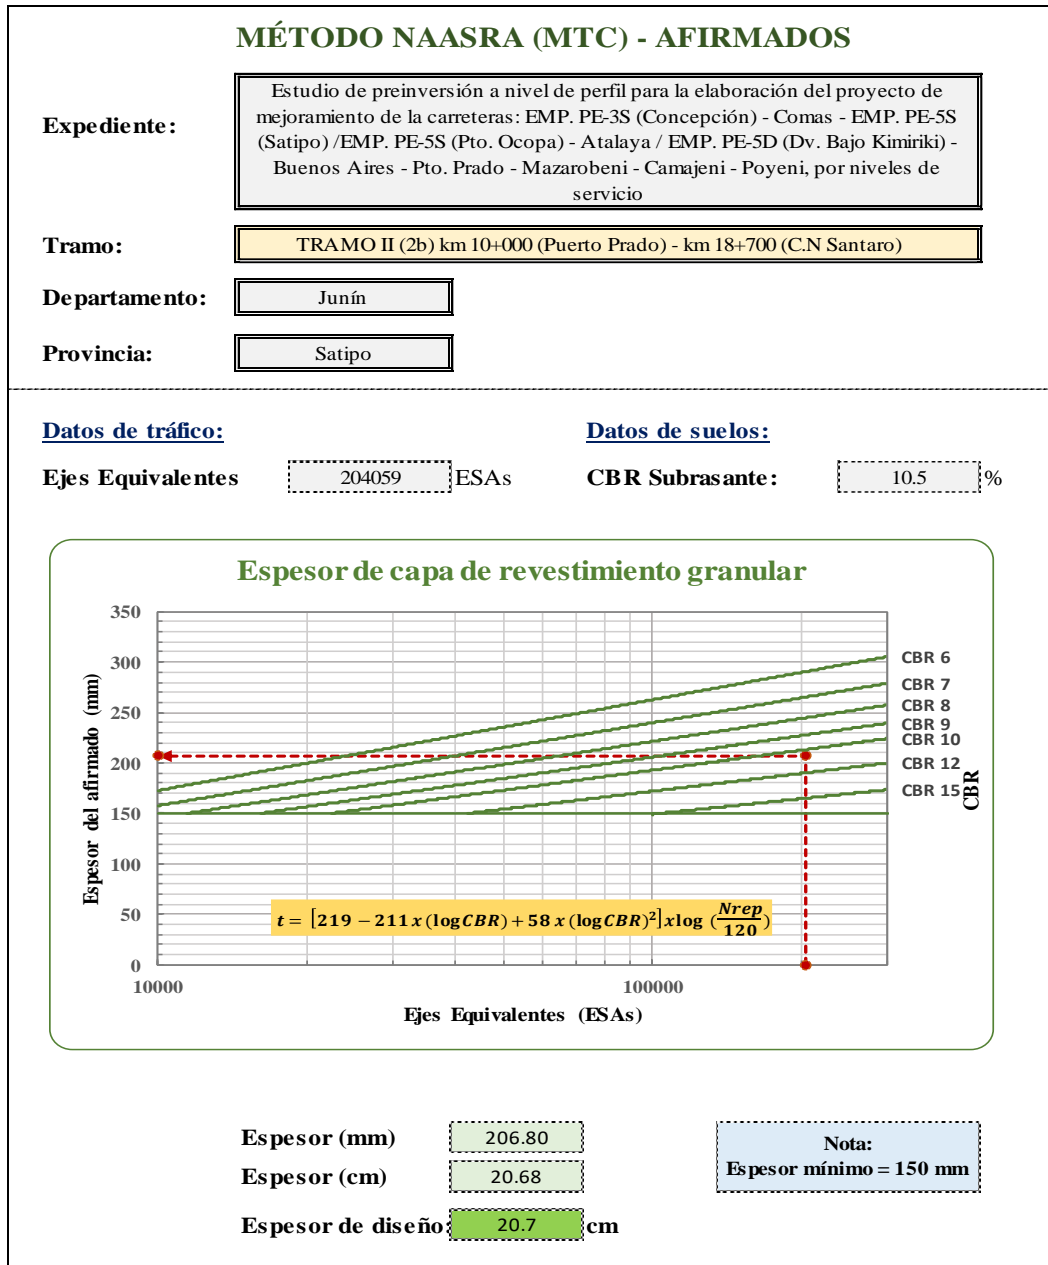 MÉTODO NAASRA (MTC) - AFIRMADOS
Expediente:
Estudio de preinversión a nivel de perfil para la elaboración del proyecto de
mejoramiento de la carreteras: EMP. PE-3S (Concepción) - Comas - EMP. PE-5S
(Satipo) /EMP. PE-5S (Pto. Ocopa) - Atalaya / EMP. PE-5D (Dv. Bajo Kimiriki) -
Buenos Aires - Pto. Prado - Mazarobeni - Camajeni - Poyeni, por niveles de
servicio
Tramo:
TRAMO II (2b) km 10+000 (Puerto Prado) - km 18+700 (C.N Santaro)
Departamento:
Junín
Provincia:
Satipo
Datos de tráfico:
Datos de suelos:
Ejes Equivalentes 204059 ESAs
CBR Subrasante: 10.5 %
Espesor de capa de revestimiento granular
Espesor del afirmado (mm)
350
300
250
200
150
100
50
0
CBR 6
CBR 7
CBR 8
CBR 9
CBR 10
CBR 12
CBR 15
CBR
t = [219 − 211 x (log CBR) + 58 x (log CBR)²] x log (Nrep/120)
10000
100000
Ejes Equivalentes (ESAs)
Espesor (mm) 206.80
Espesor (cm) 20.68
Espesor de diseño: 20.7 cm
Nota:
Espesor mínimo = 150 mm